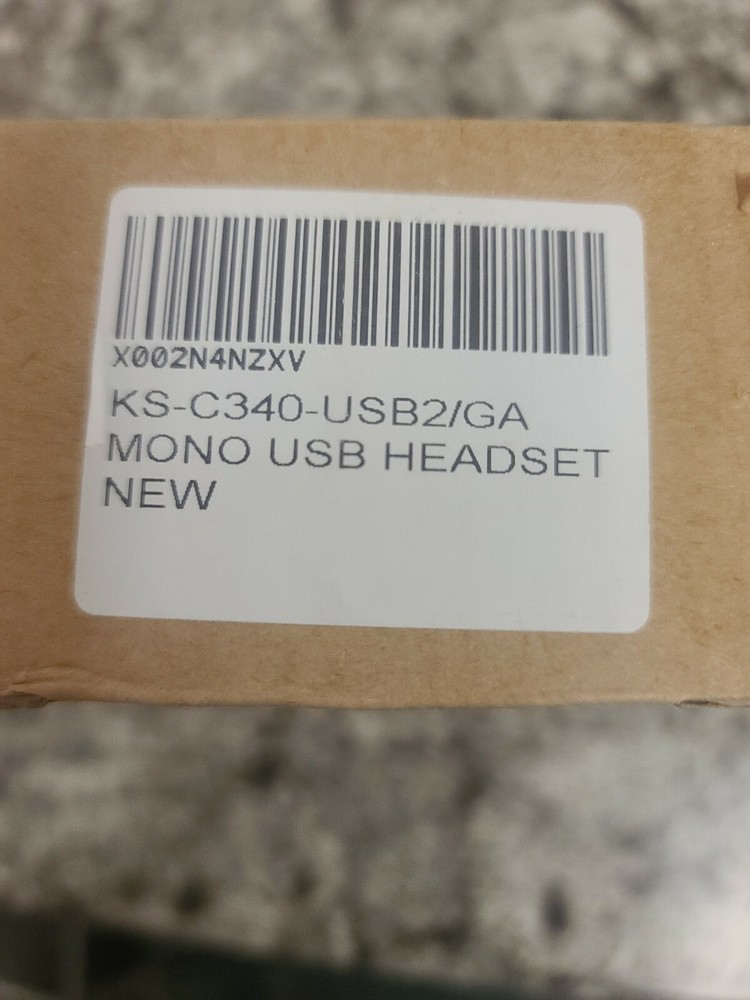 X002N4NZXV
KS-C340-USB2/GA
MONO USB HEADSET
NEW